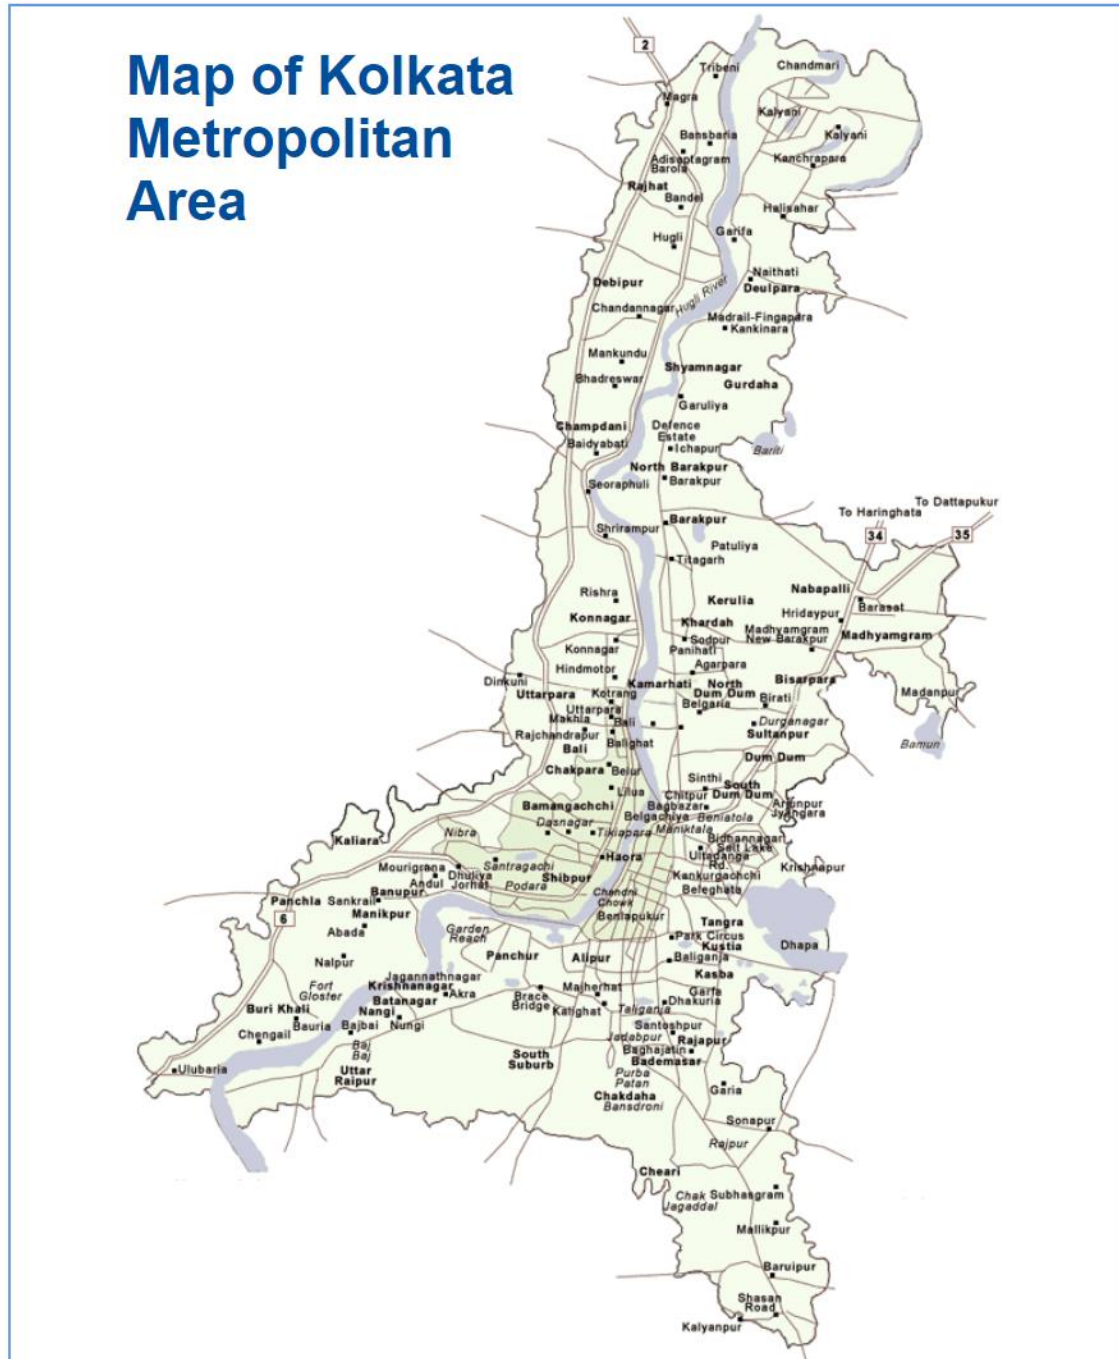 Map of Kolkata
Metropolitan
Area
2
Tribeni
Chandmari
Magra
Kalyani
Kalyani
Bansbaria
Adisaptagram
Barola
Kanchrapara
Rajhat
Bandel
Halisahar
Hugli
Garifa
Naithati
Debipur
Hugli River
Deulpara
Chandannagar
Madrail-Fingapara
Kankinara
Mankundu
Shyamnagar
Bhadreswar
Gurdaha
Garuliya
Champdani
Defence
Estate
Baidyabati
Ichapur
Bariti
North Barakpur
Barakpur
Seoraphuli
To Dattapukur
To Haringhata
Barakpur
Shrirampur
34
35
Patuliya
Titagarh
Nabapalli
Rishra
Kerulia
Barasat
Konnagar
Khardah
Hridaypur
Madhyamgram
New Barakpur
Madhyamgram
Sodpur
Panihati
Konnagar
Hindmotor
Agarpara
Dinkuni
Kamarhati
North
Dum Dum
Bisarpara
Uttarpara
Kotrang
Belgaria
Birati
Madanpur
Uttarpara
Makhla
Bali
Durganagar
Rajchandrapur
Sultanpur
Bamun
Bali
Balighat
Dum Dum
Chakpara
Belur
Sinthi
South
Dum Dum
Lilua
Chitpur
Bamangachchi
Bagbazar
Arjunpur
Jyangara
Belgachiya
Beniatola
Dasnagar
Tikiapara
Maniktala
Nibra
Bidhannagar
Salt Lake
Kaliara
Haora
Ultadanga
Rd.
Mourigrana
Santragachi
Krishnapur
Andul
Dhuliya
Jorhat
Shibpur
Kankurgachchi
Podara
Beleghata
Banupur
Chandni
Chowk
Panchla
Sankrail
Manikpur
Beniapukur
6
Tangra
Abada
Garden
Reach
Park Circus
Kustia
Dhapa
Panchur
Alipur
Baliganja
Nalpur
Jagannathnagar
Kasba
Fort
Gloster
Krishnanagar
Akra
Majherhat
Garfa
Batanagar
Brace
Bridge
Dhakuria
Buri Khali
Nangi
Kalighat
Taliganja
Bauria
Bajbai
Nungi
Santoshpur
Chengail
Jadabpur
Rajapur
Baj
Baj
Baghajatin
South
Suburb
Bademasar
Ulubaria
Uttar
Raipur
Purba
Patan
Garia
Chakdaha
Bansdroni
Sonapur
Rajpur
Cheari
Chak
Jagaddal
Subhasgram
Mallikpur
Baruipur
Shasan
Road
Kalyanpur